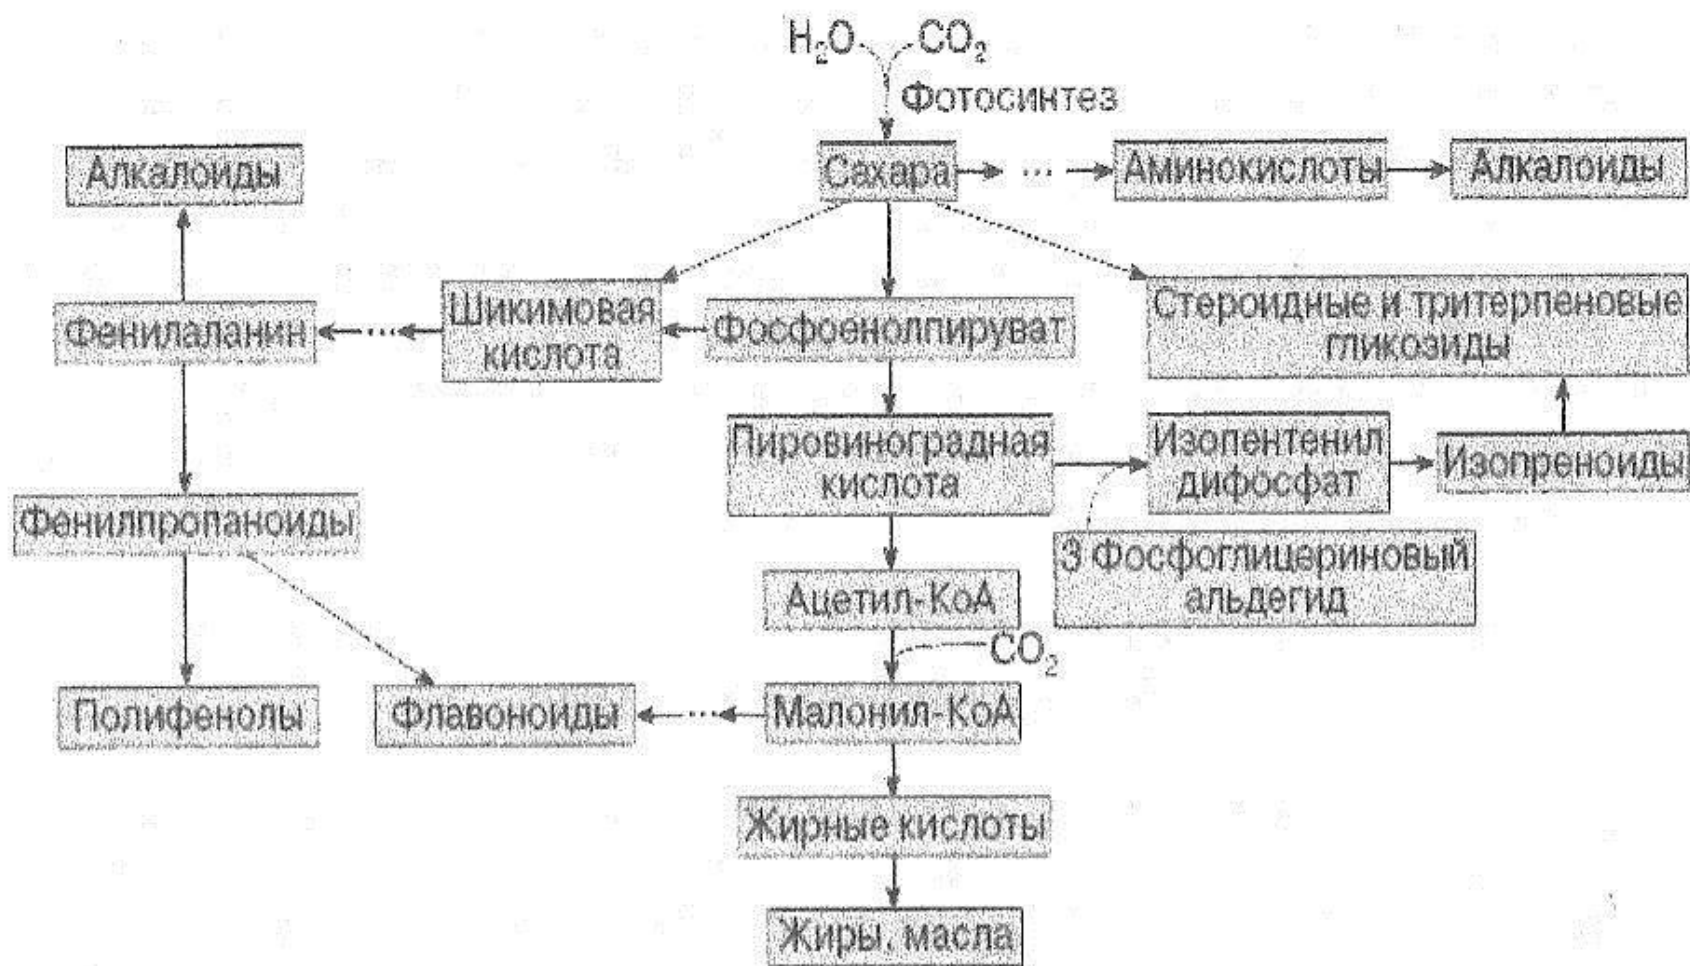 H₂O CO₂
Фотосинтез
Алкалоиды
Сахара
...
Аминокислоты
Алкалоиды
Фенилаланин
...
Шикимовая
кислота
Фосфоенолпируват
Стероидные и тритерпеновые
гликозиды
Пировиноградная
кислота
Изопентенил
дифосфат
Изопреноиды
Фенилпропаноиды
3 Фосфоглицериновый
альдегид
Ацетил-КоА
CO₂
Полифенолы
Флавоноиды
...
Малонил-КоА
Жирные кислоты
Жиры, масла